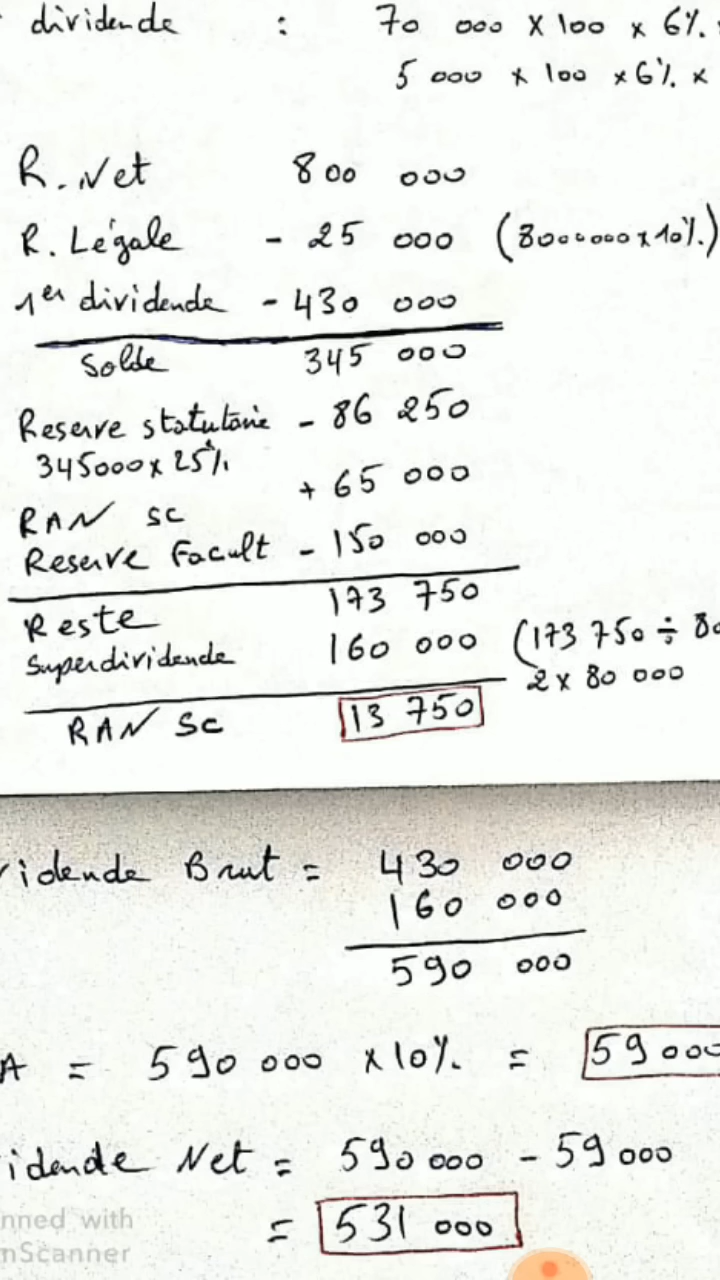 dividende : 70 000 x 100 x 6%
5 000 x 100 x 6% x
R. Net 800 000
R. Légale - 25 000 (8000000 x 10%)
1er dividende - 430 000
Solde 345 000
Reserve statutaire - 86 250
345000 x 25%
+ 65 000
RAN SC
Reserve Facult - 150 000
Reste 173 750
Superdividende 160 000 (173 750 ÷ 80
2 x 80 000
RAN SC 13 750
idende Brut = 430 000
160 000
590 000
A = 590 000 x 10% = 59 000
idende Net = 590 000 - 59 000
= 531 000
nned with
nScanner